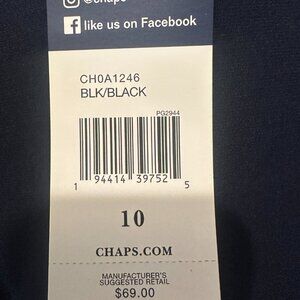 @chaps
like us on Facebook
CH0A1246
BLK/BLACK
PG2944
1 94414 39752 5
10
CHAPS.COM
MANUFACTURER'S
SUGGESTED RETAIL
$69.00